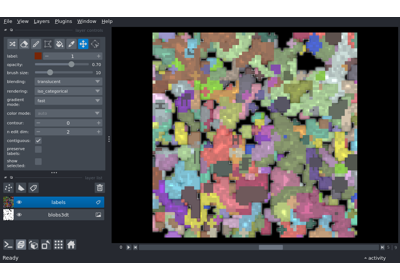 File View Layers Plugins Window Help
label: 1
opacity: 0.70
brush size: 10
blending: translucent
rendering: iso_categorical
gradient mode: fast
color mode:
contour: 0
n edit dim: 2
contiguous:
preserve labels:
show selected:
labels
blobs3dt
0
Ready
activity